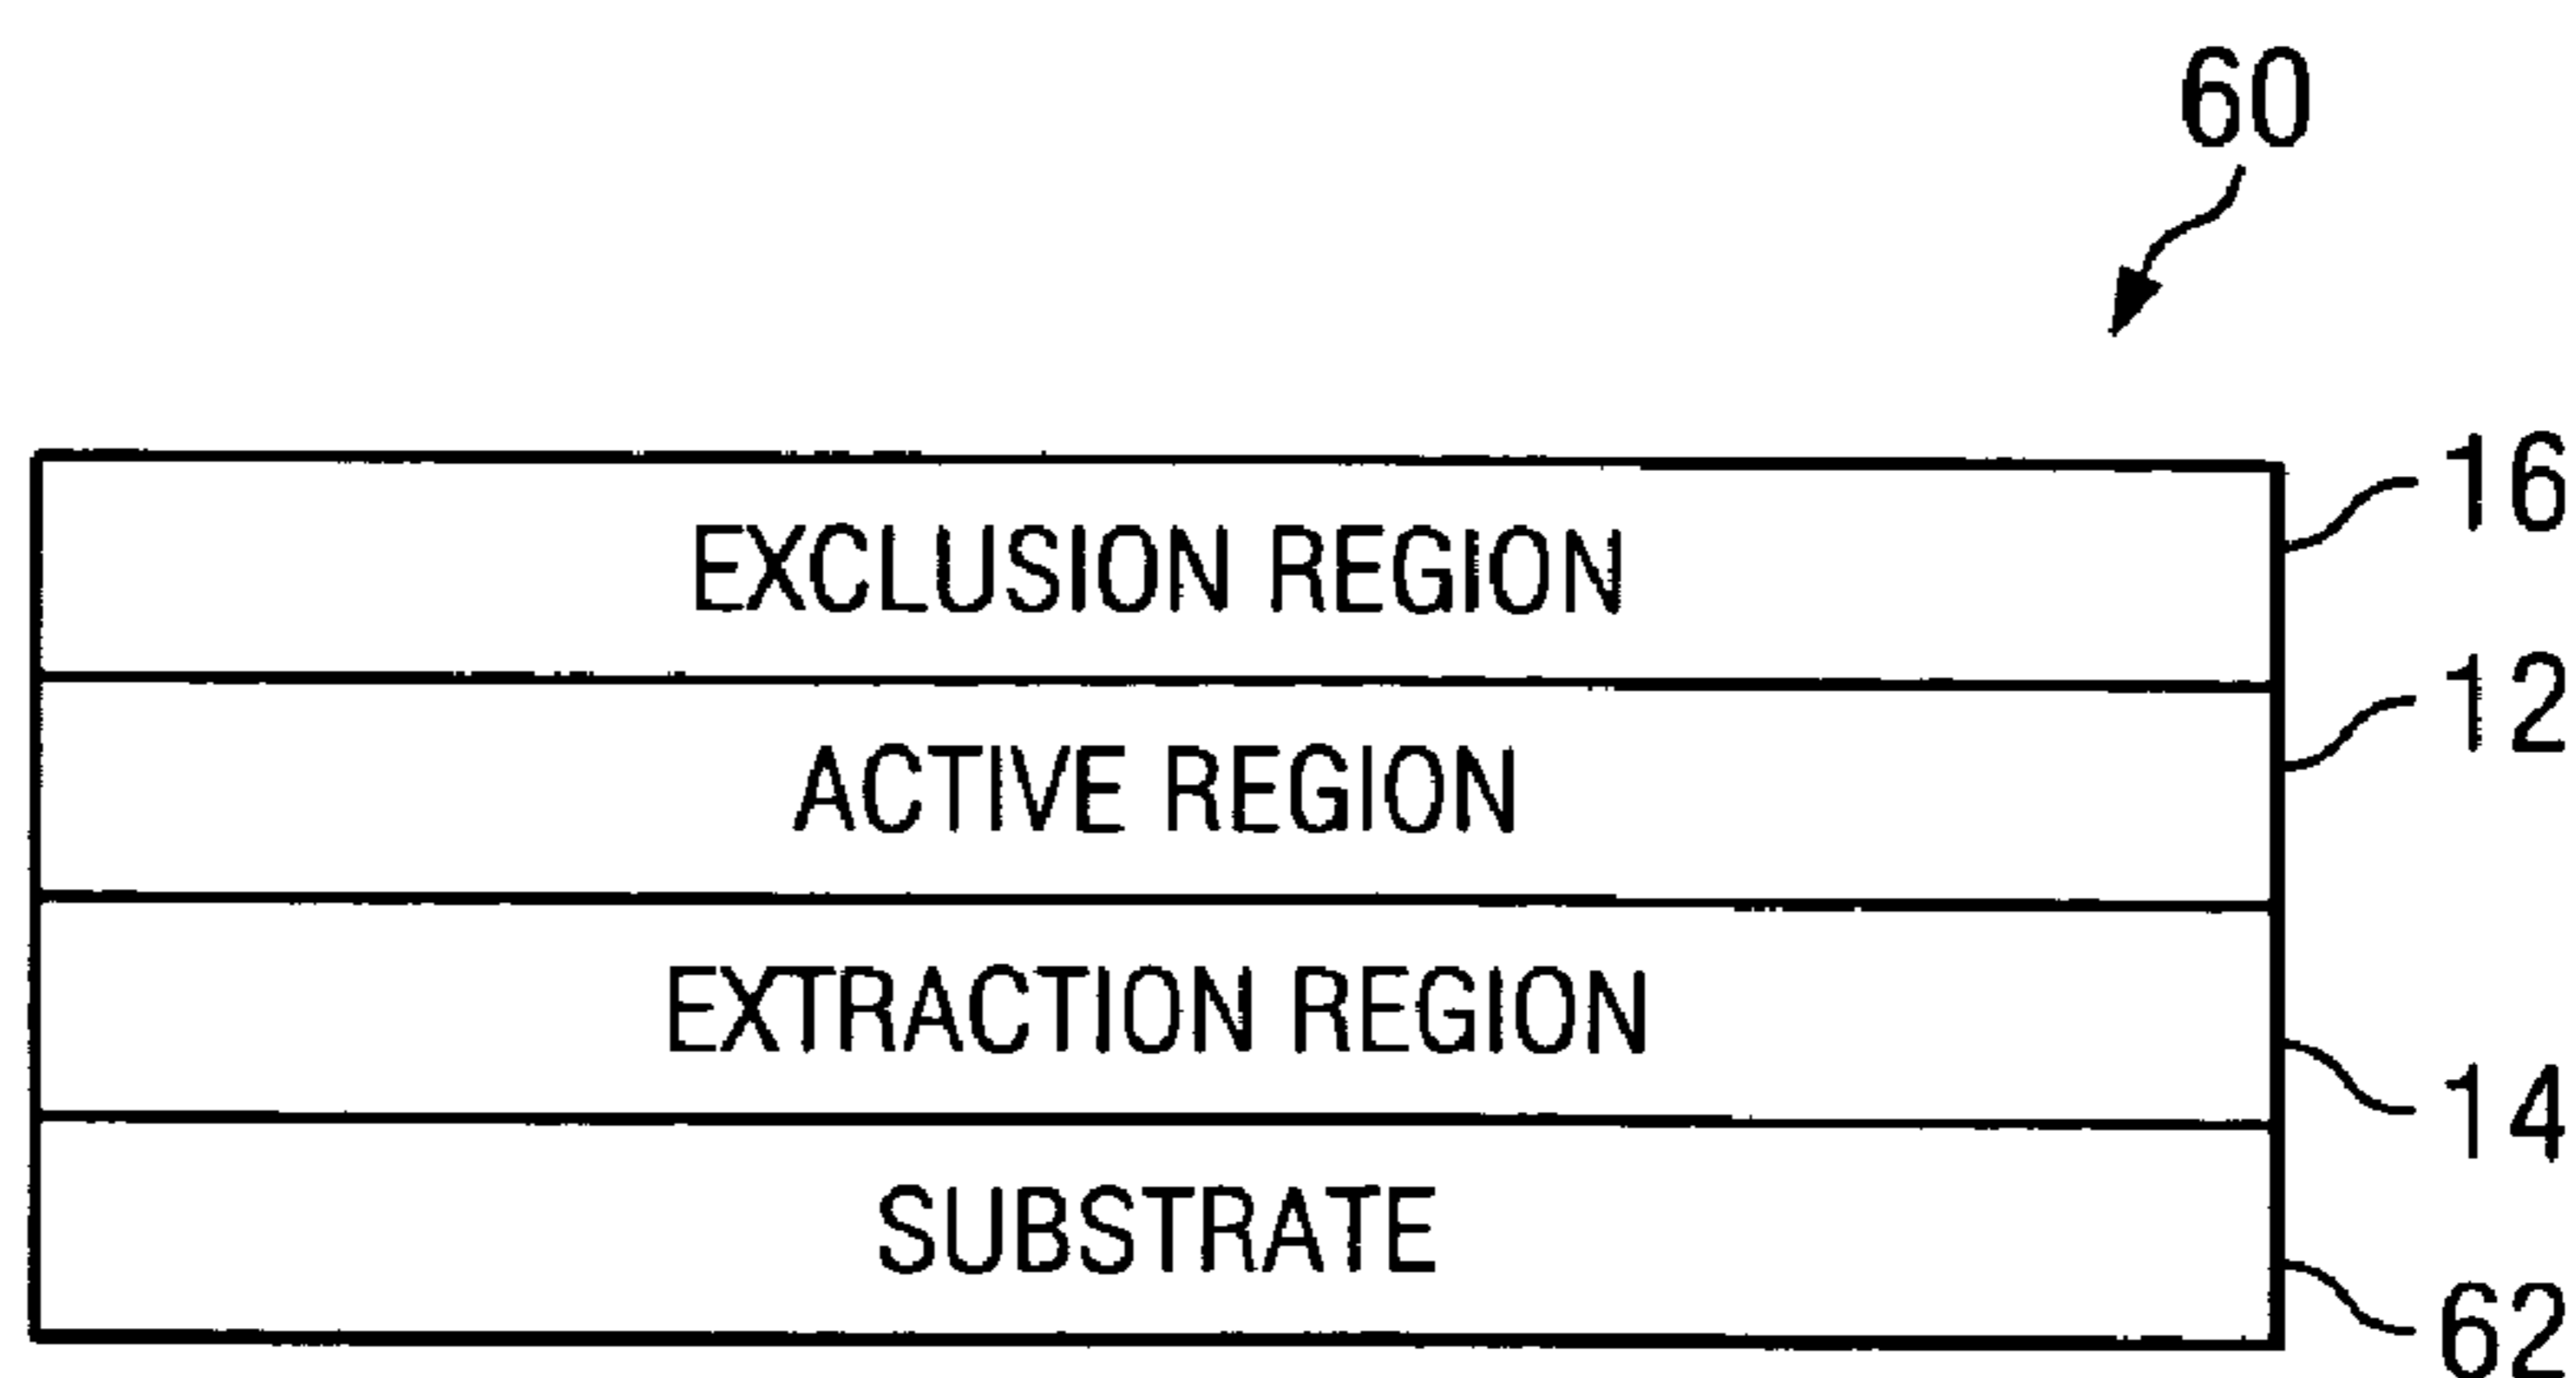 60
EXCLUSION REGION 16
ACTIVE REGION 12
EXTRACTION REGION 14
SUBSTRATE 62